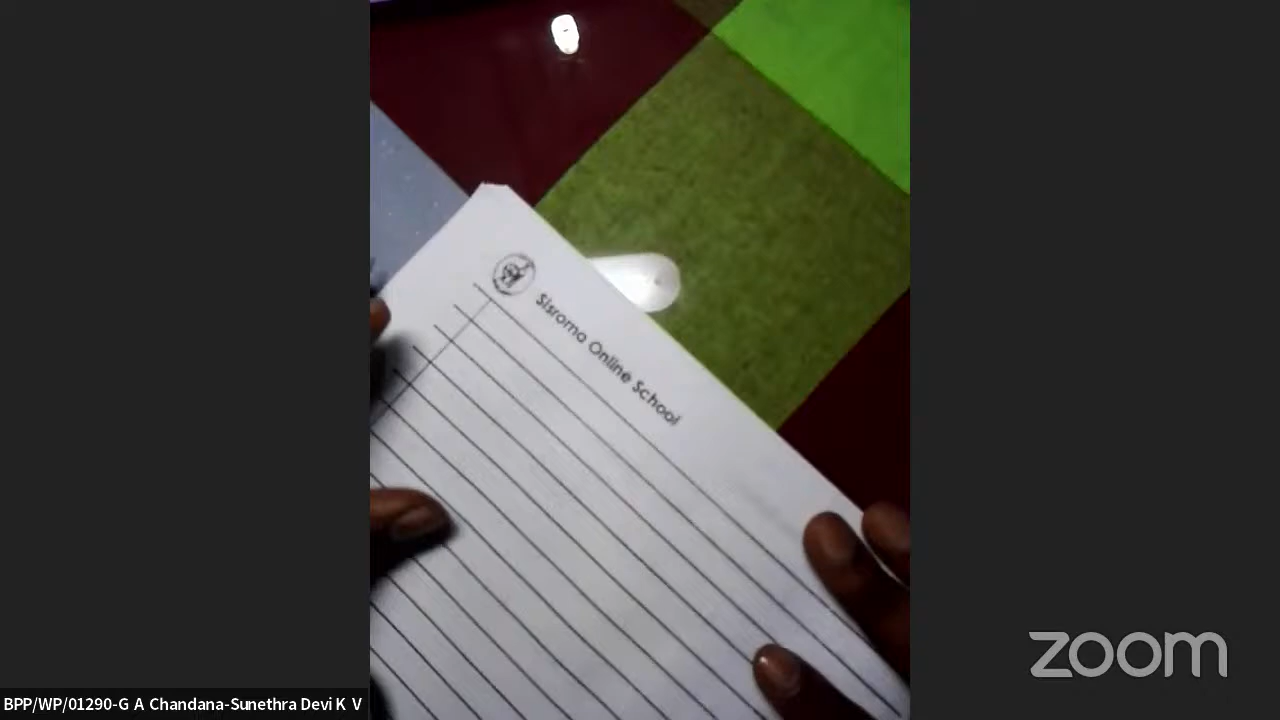 Sisroma Online School
BPP/WP/01290-G A Chandana-Sunethra Devi K V
zoom